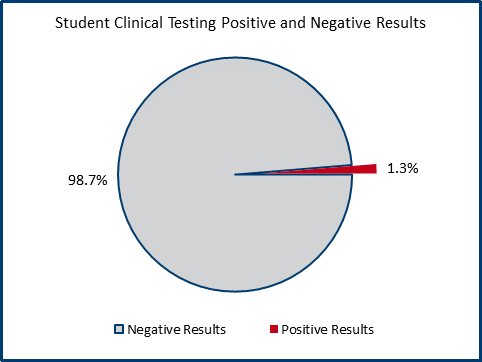 Student Clinical Testing Positive and Negative Results
98.7%
1.3%
Negative Results
Positive Results